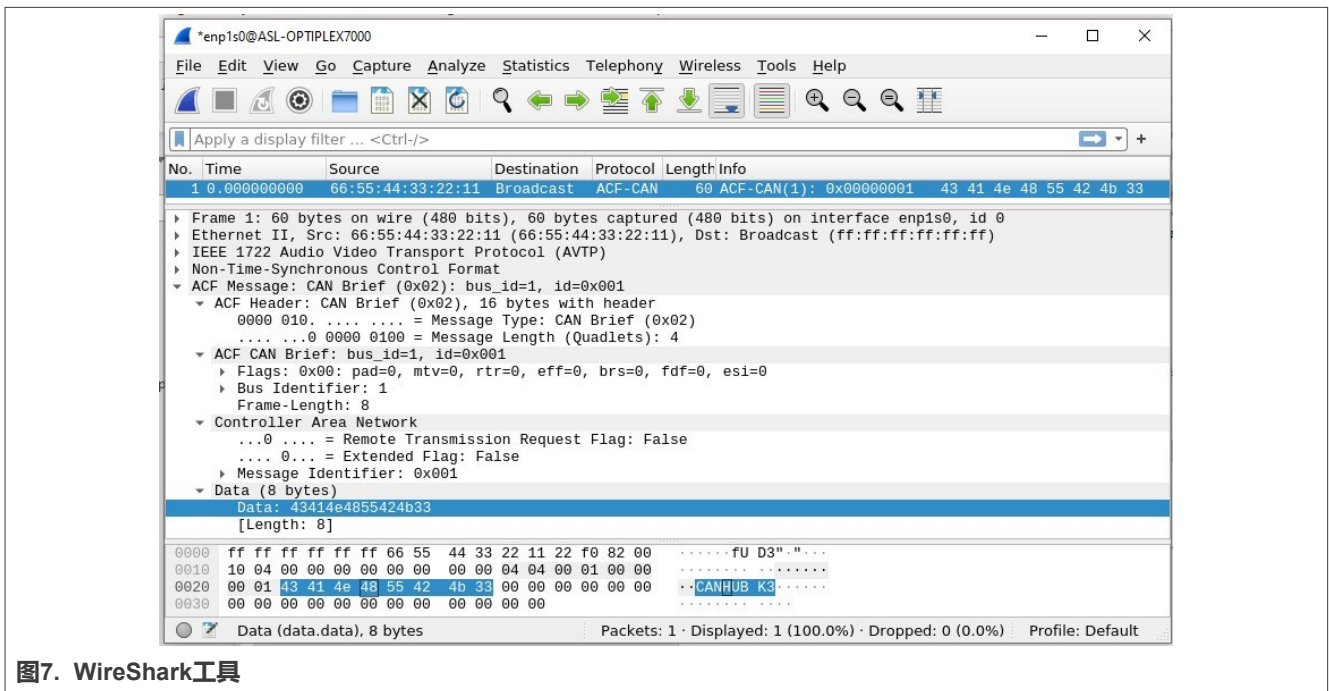 *enp1s0@ASL-OPTIPLEX7000
File Edit View Go Capture Analyze Statistics Telephony Wireless Tools Help
Apply a display filter ... <Ctrl-/>
No. Time Source Destination Protocol Length Info
1 0.000000000 66:55:44:33:22:11 Broadcast ACF-CAN 60 ACF-CAN(1): 0x00000001 43 41 4e 48 55 42 4b 33
Frame 1: 60 bytes on wire (480 bits), 60 bytes captured (480 bits) on interface enp1s0, id 0
Ethernet II, Src: 66:55:44:33:22:11 (66:55:44:33:22:11), Dst: Broadcast (ff:ff:ff:ff:ff:ff)
IEEE 1722 Audio Video Transport Protocol (AVTP)
Non-Time-Synchronous Control Format
ACF Message: CAN Brief (0x02): bus_id=1, id=0x001
ACF Header: CAN Brief (0x02), 16 bytes with header
0000 010. .... .... = Message Type: CAN Brief (0x02)
.... ...0 0000 0100 = Message Length (Quadlets): 4
ACF CAN Brief: bus_id=1, id=0x001
Flags: 0x00: pad=0, mtv=0, rtr=0, eff=0, brs=0, fdf=0, esi=0
Bus Identifier: 1
Frame-Length: 8
Controller Area Network
...0 .... = Remote Transmission Request Flag: False
.... 0... = Extended Flag: False
Message Identifier: 0x001
Data (8 bytes)
Data: 43414e4855424b33
[Length: 8]
0000 ff ff ff ff ff ff 66 55 44 33 22 11 22 f0 82 00 ······fU D3"·"···
0010 10 04 00 00 00 00 00 00 00 00 04 04 00 01 00 00 ········ ········
0020 00 01 43 41 4e 48 55 42 4b 33 00 00 00 00 00 00 ··CANHUB K3······
0030 00 00 00 00 00 00 00 00 00 00 00 00 ········ ····
Data (data.data), 8 bytes Packets: 1 · Displayed: 1 (100.0%) · Dropped: 0 (0.0%) Profile: Default
图7. WireShark工具